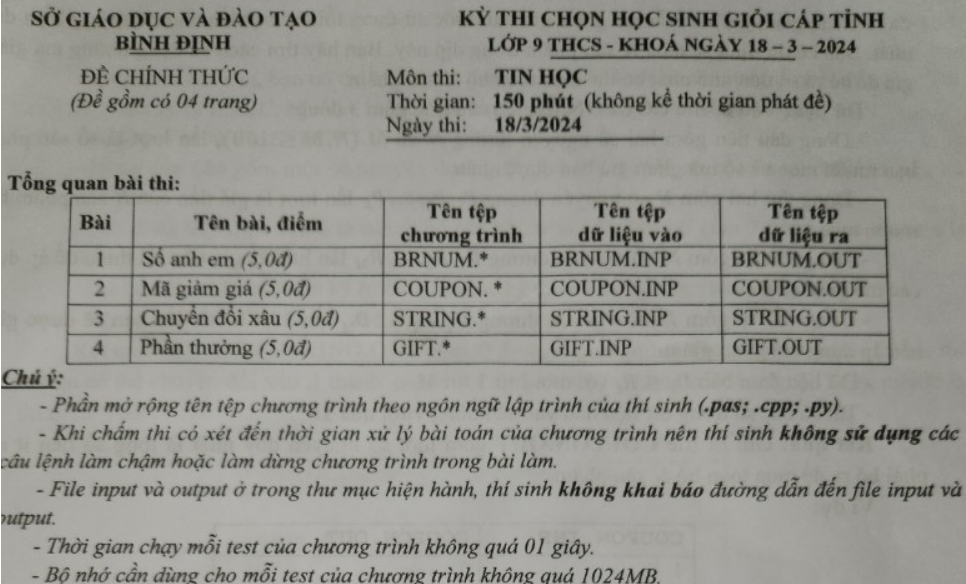 SỞ GIÁO DỤC VÀ ĐÀO TẠO
BÌNH ĐỊNH
ĐỀ CHÍNH THỨC
(Đề gồm có 04 trang)
KỲ THI CHỌN HỌC SINH GIỎI CẤP TỈNH
LỚP 9 THCS - KHOÁ NGÀY 18 – 3 – 2024
Môn thi: TIN HỌC
Thời gian: 150 phút (không kể thời gian phát đề)
Ngày thi: 18/3/2024
Tổng quan bài thi:
Bài Tên bài, điểm Tên tệp chương trình Tên tệp dữ liệu vào Tên tệp dữ liệu ra
1 Số anh em (5,0đ) BRNUM.* BRNUM.INP BRNUM.OUT
2 Mã giảm giá (5,0đ) COUPON. * COUPON.INP COUPON.OUT
3 Chuyển đổi xâu (5,0đ) STRING.* STRING.INP STRING.OUT
4 Phần thưởng (5,0đ) GIFT.* GIFT.INP GIFT.OUT
Chú ý:
- Phần mở rộng tên tệp chương trình theo ngôn ngữ lập trình của thí sinh (.pas; .cpp; .py).
- Khi chấm thi có xét đến thời gian xử lý bài toán của chương trình nên thí sinh không sử dụng các
câu lệnh làm chậm hoặc làm dừng chương trình trong bài làm.
- File input và output ở trong thư mục hiện hành, thí sinh không khai báo đường dẫn đến file input và
output.
- Thời gian chạy mỗi test của chương trình không quá 01 giây.
- Bộ nhớ cần dùng cho mỗi test của chương trình không quá 1024MB.